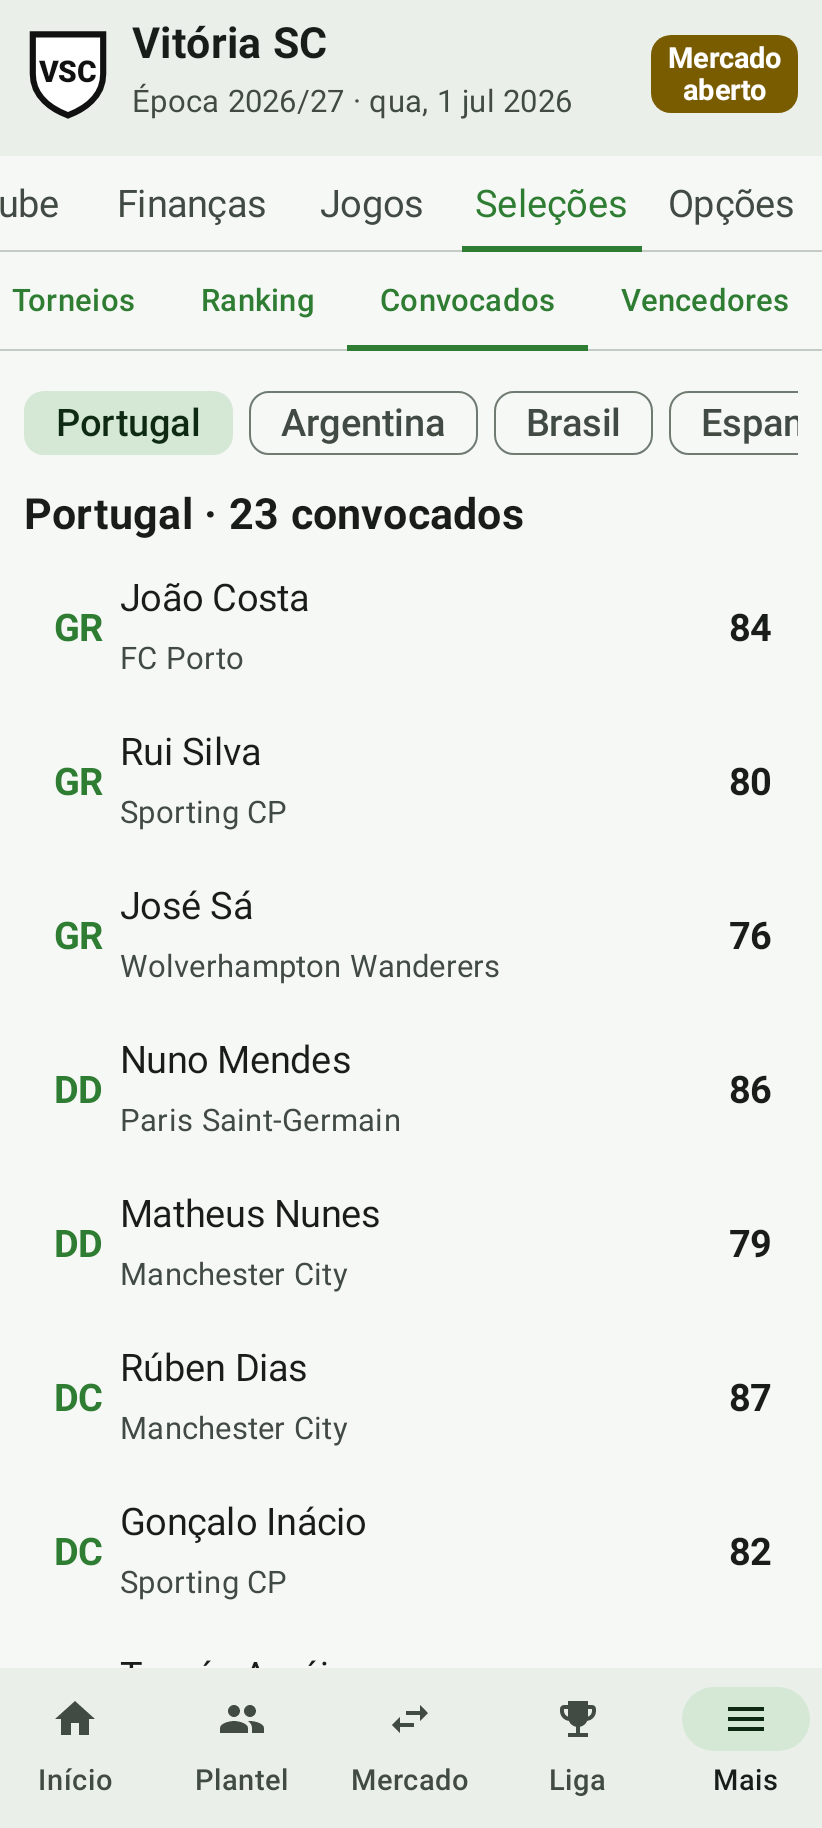 VSC
Vitória SC
Época 2026/27 · qua, 1 jul 2026
Mercado
aberto
ube
Finanças
Jogos
Seleções
Opções
Torneios
Ranking
Convocados
Vencedores
Portugal
Argentina
Brasil
Espan
Portugal · 23 convocados
GR
João Costa
FC Porto
84
GR
Rui Silva
Sporting CP
80
GR
José Sá
Wolverhampton Wanderers
76
DD
Nuno Mendes
Paris Saint-Germain
86
DD
Matheus Nunes
Manchester City
79
DC
Rúben Dias
Manchester City
87
DC
Gonçalo Inácio
Sporting CP
82
Início
Plantel
Mercado
Liga
Mais